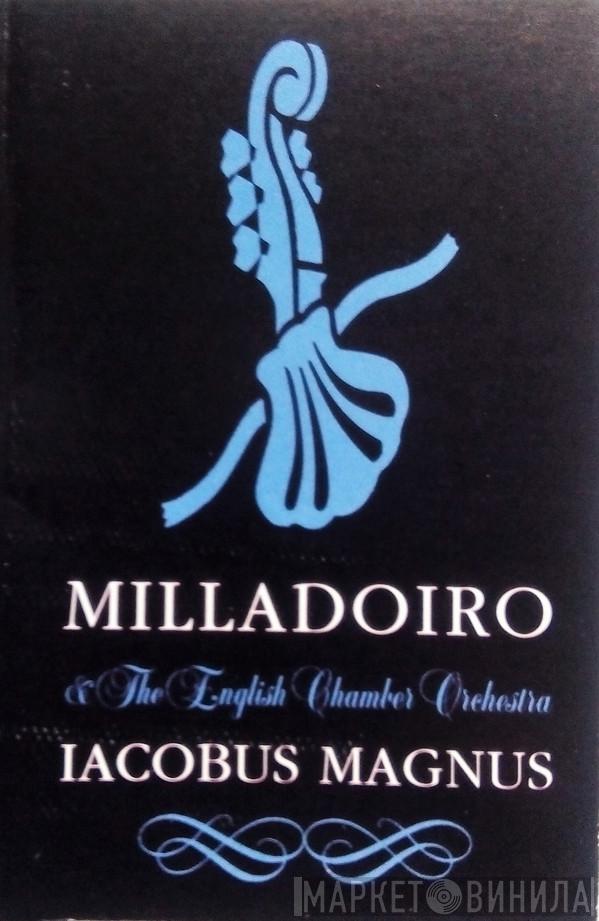 MILLADOIRO
& The English Chamber Orchestra
IACOBUS MAGNUS
МАРКЕТ ВИНИЛА